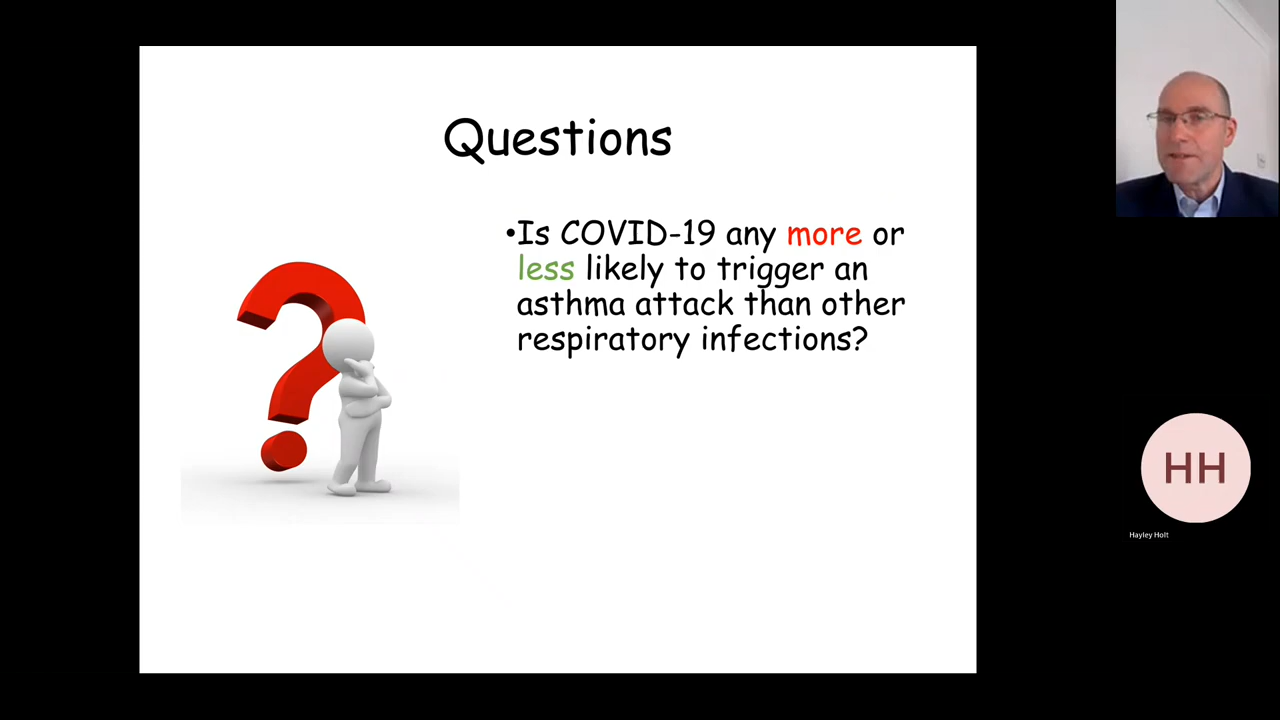 Questions
•Is COVID-19 any more or
less likely to trigger an
asthma attack than other
respiratory infections?
HH
Hayley Holt